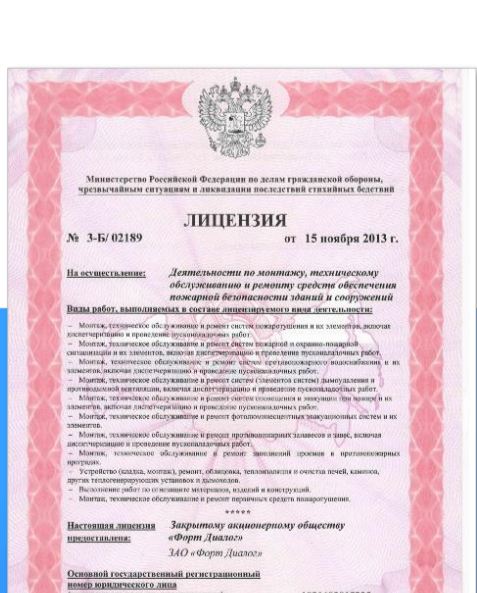 Министерство Российской Федерации по делам гражданской обороны,
чрезвычайным ситуациям и ликвидации последствий стихийных бедствий
ЛИЦЕНЗИЯ
№ 3-Б/ 02189 от 15 ноября 2013 г.
На осуществление: Деятельности по монтажу, техническому
обслуживанию и ремонту средств обеспечения
пожарной безопасности зданий и сооружений
Виды работ, выполняемых в составе лицензируемого вида деятельности:
– Монтаж, техническое обслуживание и ремонт систем пожаротушения и их элементов, включая
диспетчеризацию и проведение пусконаладочных работ.
– Монтаж, техническое обслуживание и ремонт систем пожарной и охранно-пожарной
сигнализации и их элементов, включая диспетчеризацию и проведение пусконаладочных работ.
– Монтаж, техническое обслуживание и ремонт систем противопожарного водоснабжения и их
элементов, включая диспетчеризацию и проведение пусконаладочных работ.
– Монтаж, техническое обслуживание и ремонт систем (элементов систем) дымоудаления и
противодымной вентиляции, включая диспетчеризацию и проведение пусконаладочных работ.
– Монтаж, техническое обслуживание и ремонт систем оповещения и эвакуации при пожаре и их
элементов, включая диспетчеризацию и проведение пусконаладочных работ.
– Монтаж, техническое обслуживание и ремонт фотолюминесцентных эвакуационных систем и их
элементов.
– Монтаж, техническое обслуживание и ремонт противопожарных занавесов и завес, включая
диспетчеризацию и проведение пусконаладочных работ.
– Монтаж, техническое обслуживание и ремонт заполнений проемов в противопожарных
преградах.
– Устройство (кладка, монтаж), ремонт, облицовка, теплоизоляция и очистка печей, каминов,
других теплогенерирующих установок и дымоходов.
– Выполнение работ по огнезащите материалов, изделий и конструкций.
– Монтаж, техническое обслуживание и ремонт первичных средств пожаротушения.
*****
Настоящая лицензия Закрытому акционерному обществу
предоставлена: «Форт Диалог»
ЗАО «Форт Диалог»
Основной государственный регистрационный
номер юридического лица